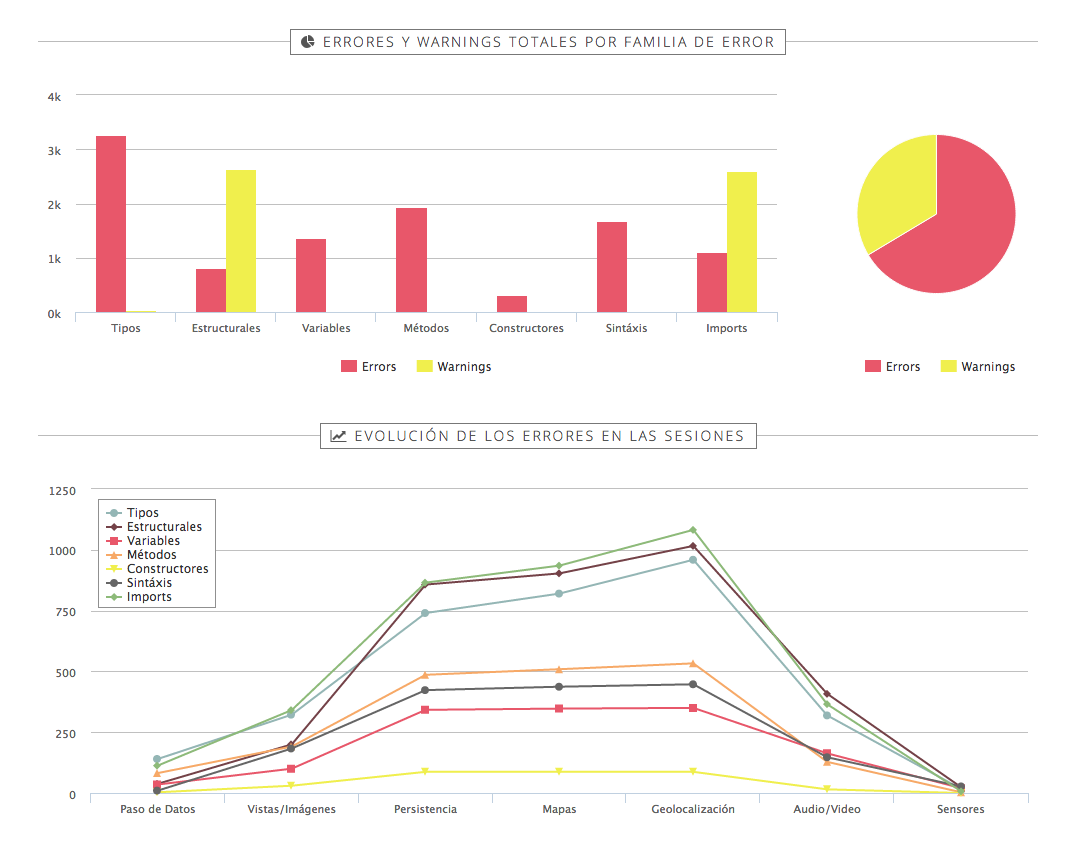 ERRORES Y WARNINGS TOTALES POR FAMILIA DE ERROR
4k
3k
2k
1k
0k
Tipos Estructurales Variables Métodos Constructores Sintáxis Imports
Errors Warnings
Errors Warnings
EVOLUCIÓN DE LOS ERRORES EN LAS SESIONES
1250
1000
750
500
250
0
Tipos
Estructurales
Variables
Métodos
Constructores
Sintáxis
Imports
Paso de Datos Vistas/Imágenes Persistencia Mapas Geolocalización Audio/Video Sensores